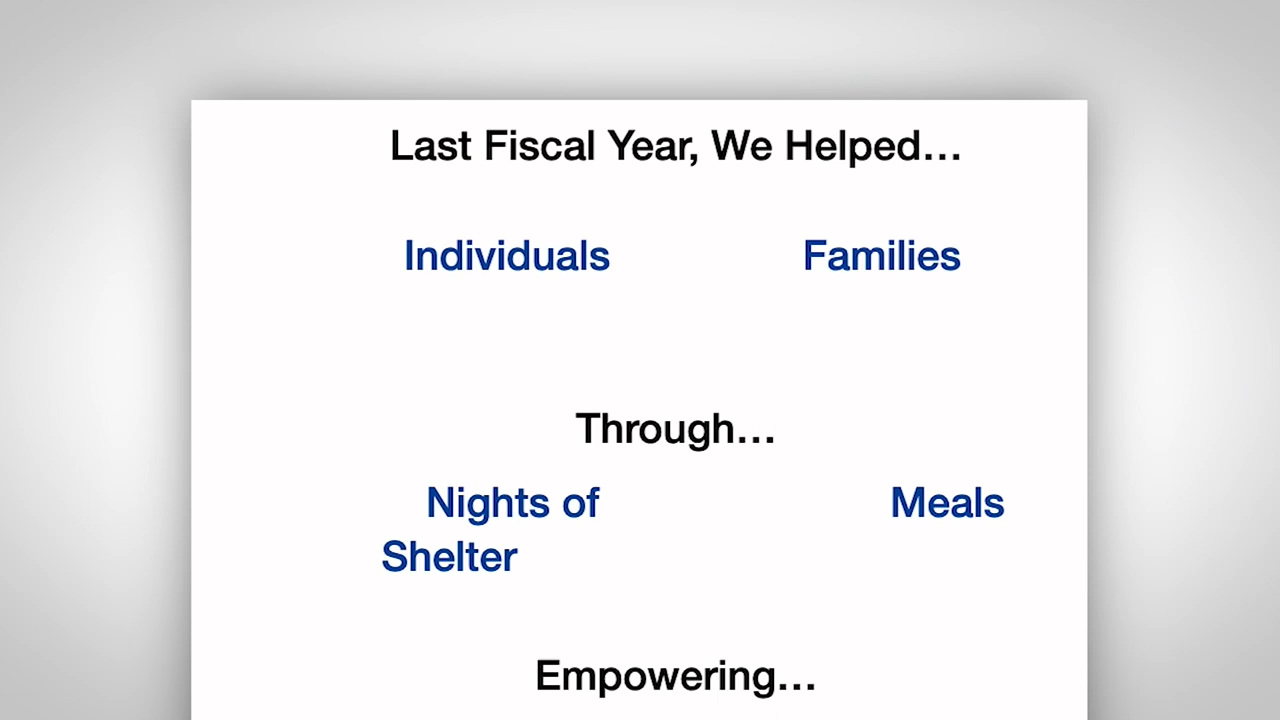 Last Fiscal Year, We Helped…
Individuals Families
Through…
Nights of Meals
Shelter
Empowering…